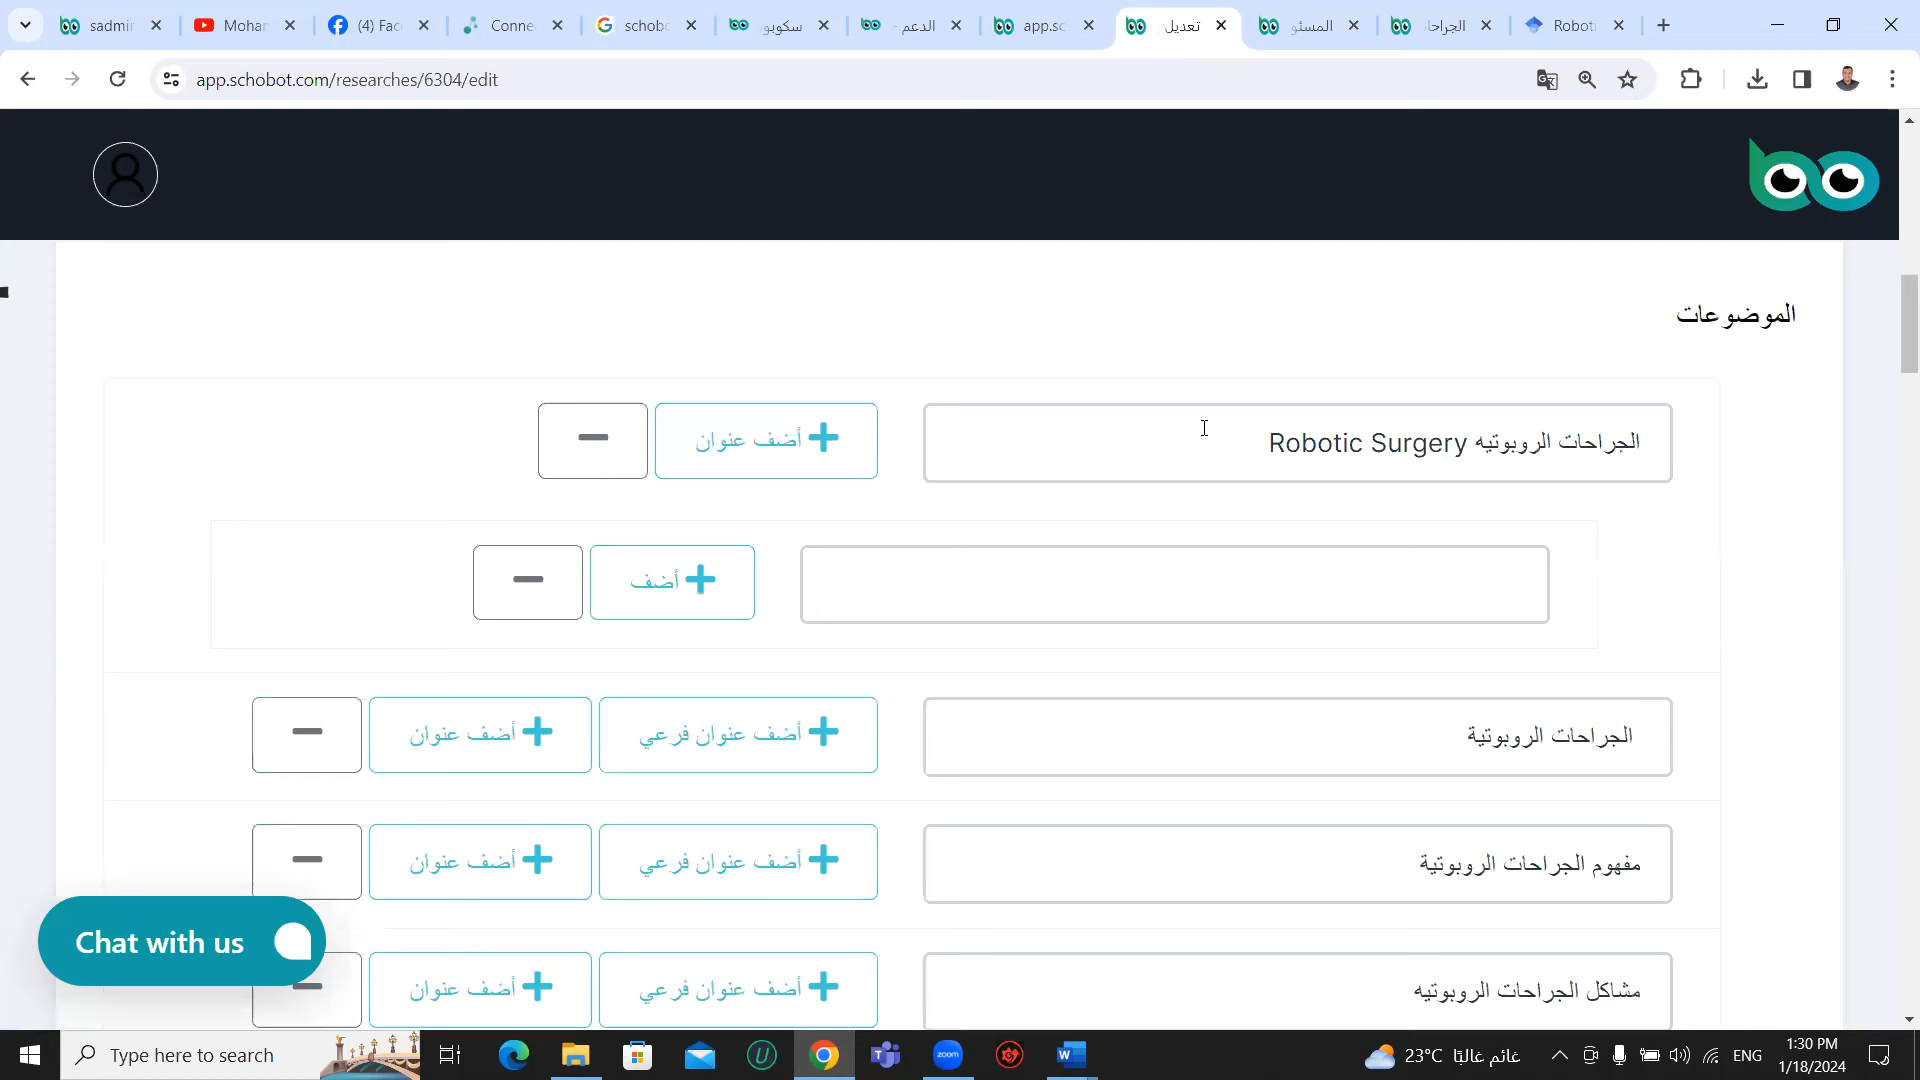 sadmir
Mohar
(4) Fac
Conne
schobo
سكوبو
الدعم -
app.sc
تعديل
المسئو
الجراحا
Roboti
app.schobot.com/researches/6304/edit
الموضوعات
الجراحات الروبوتيه Robotic Surgery
أضف عنوان
أضف
الجراحات الروبوتية
أضف عنوان فرعي
أضف عنوان
مفهوم الجراحات الروبوتية
أضف عنوان فرعي
أضف عنوان
مشاكل الجراحات الروبوتيه
أضف عنوان فرعي
أضف عنوان
Chat with us
Type here to search
zoom
23°C غائم غالبًا
ENG
1:30 PM
1/18/2024